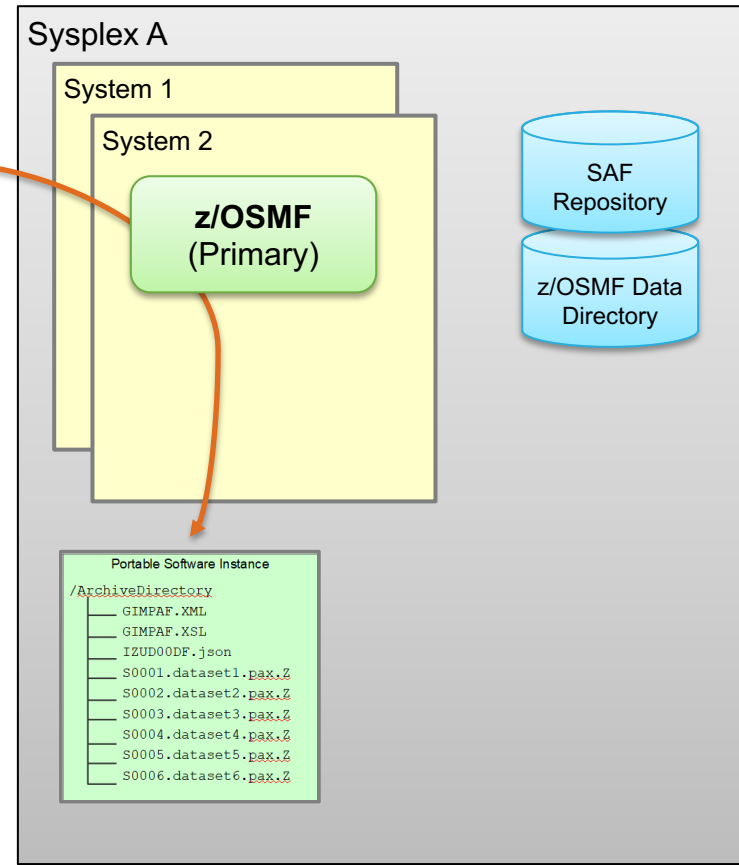 Sysplex A
System 1
System 2
z/OSMF
(Primary)
SAF
Repository
z/OSMF Data
Directory
Portable Software Instance
/ArchiveDirectory
GIMPAF.XML
GIMPAF.XSL
IZUD00DF.json
S0001.dataset1.pax.Z
S0002.dataset2.pax.Z
S0003.dataset3.pax.Z
S0004.dataset4.pax.Z
S0005.dataset5.pax.Z
S0006.dataset6.pax.Z